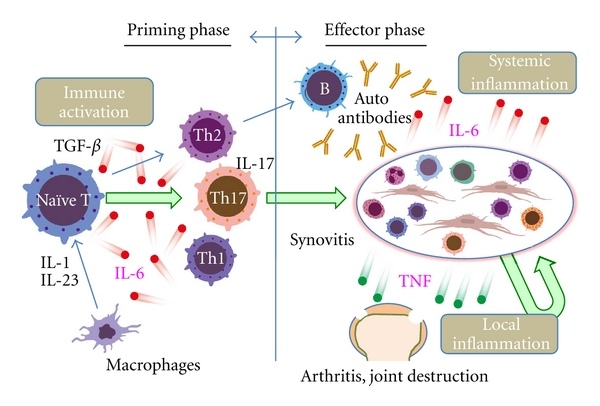 Priming phase
Effector phase
Immune
activation
Systemic
inflammation
TGF-β
Th2
B
Auto
antibodies
IL-6
IL-17
Naïve T
Th17
Synovitis
Th1
IL-1
IL-23
IL-6
TNF
Macrophages
Local
inflammation
Arthritis, joint destruction